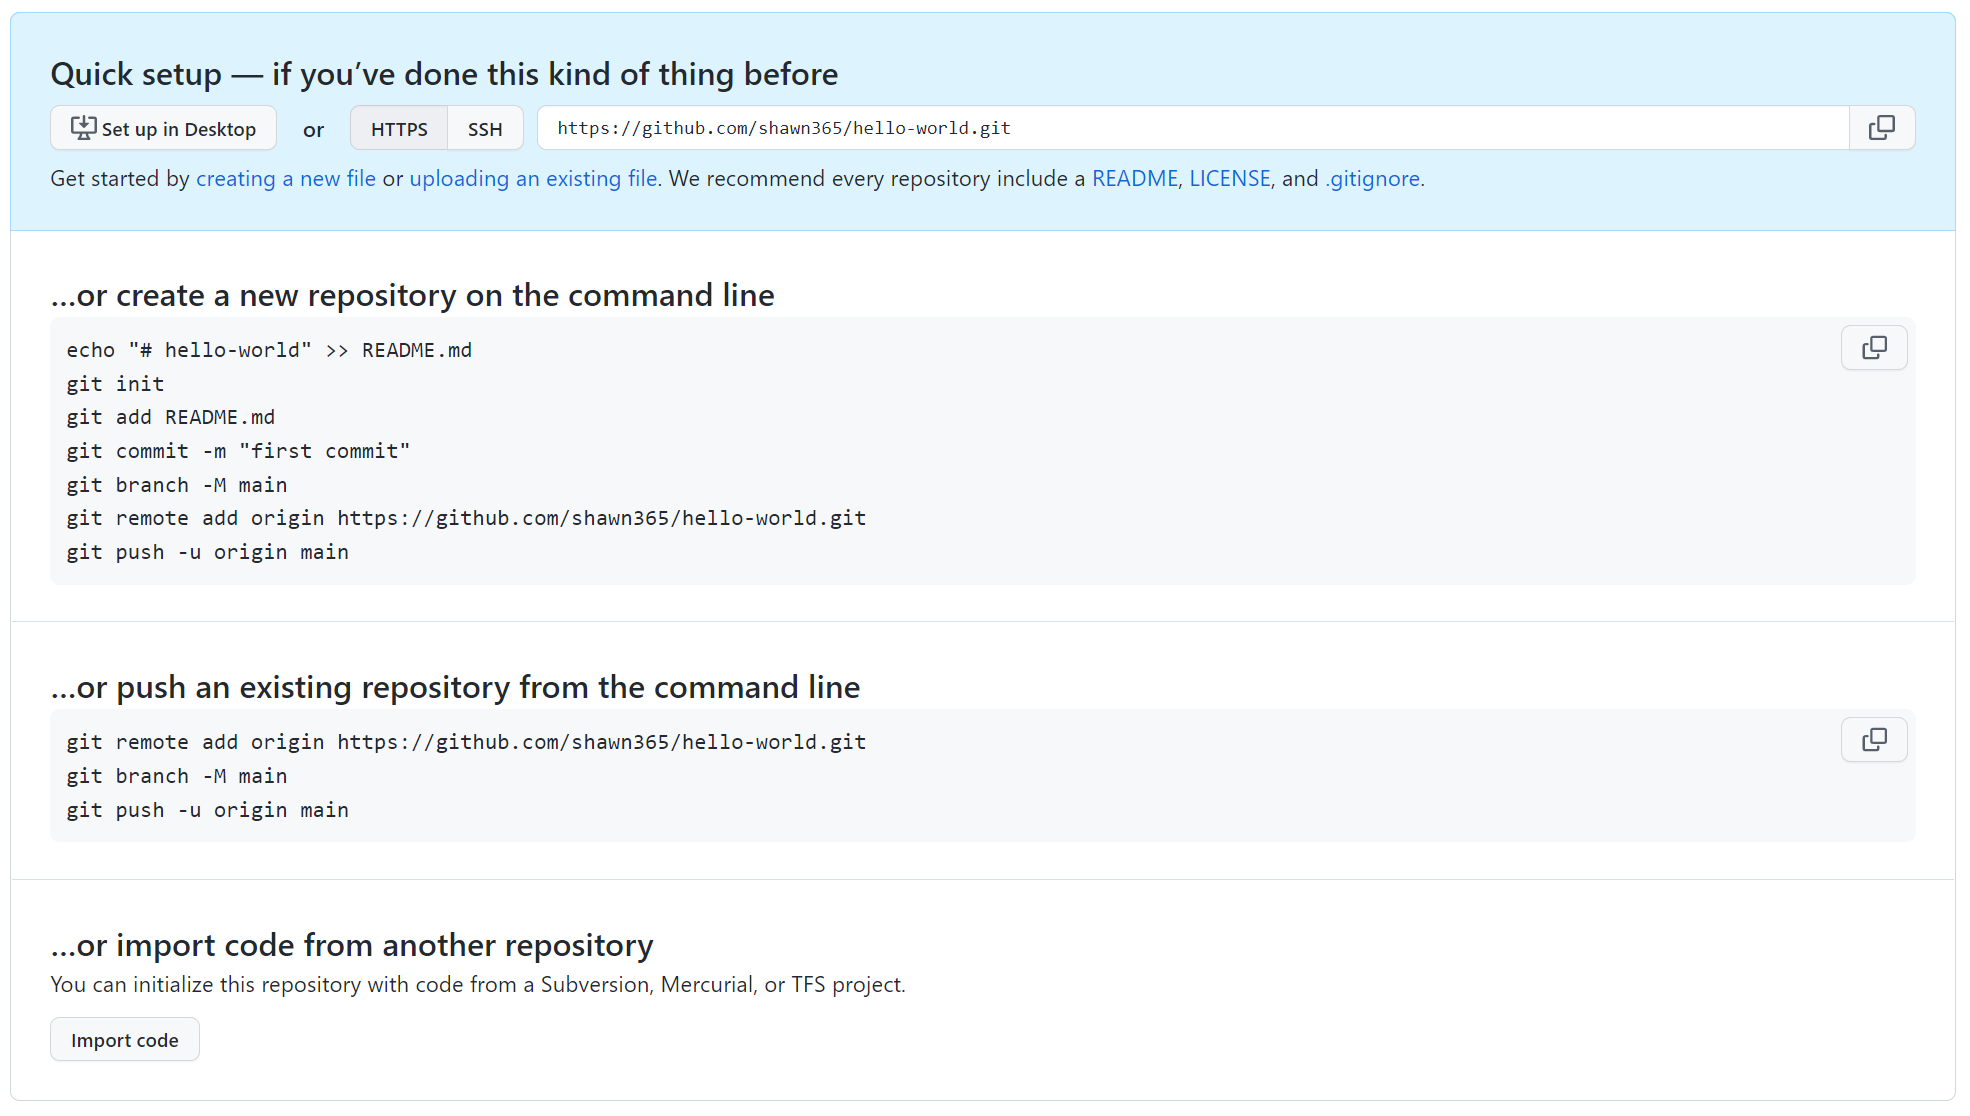 Quick setup — if you’ve done this kind of thing before
Set up in Desktop or HTTPS SSH https://github.com/shawn365/hello-world.git
Get started by creating a new file or uploading an existing file. We recommend every repository include a README, LICENSE, and .gitignore.
…or create a new repository on the command line
echo "# hello-world" >> README.md
git init
git add README.md
git commit -m "first commit"
git branch -M main
git remote add origin https://github.com/shawn365/hello-world.git
git push -u origin main
…or push an existing repository from the command line
git remote add origin https://github.com/shawn365/hello-world.git
git branch -M main
git push -u origin main
…or import code from another repository
You can initialize this repository with code from a Subversion, Mercurial, or TFS project.
Import code